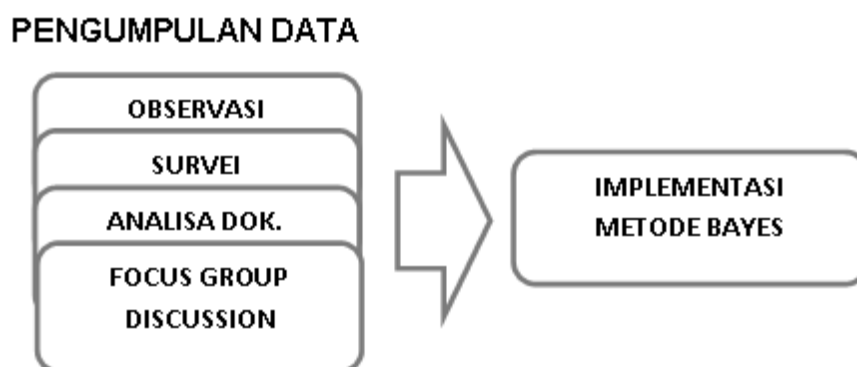 PENGUMPULAN DATA
OBSERVASI
SURVEI
ANALISA DOK.
FOCUS GROUP
DISCUSSION
IMPLEMENTASI
METODE BAYES